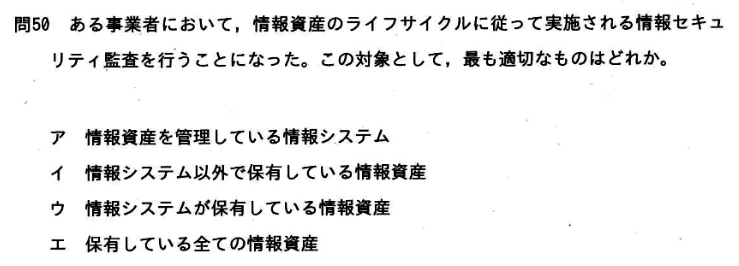 問50 ある事業者において，情報資産のライフサイクルに従って実施される情報セキュ
リティ監査を行うことになった。この対象として，最も適切なものはどれか。
ア 情報資産を管理している情報システム
イ 情報システム以外で保有している情報資産
ウ 情報システムが保有している情報資産
エ 保有している全ての情報資産